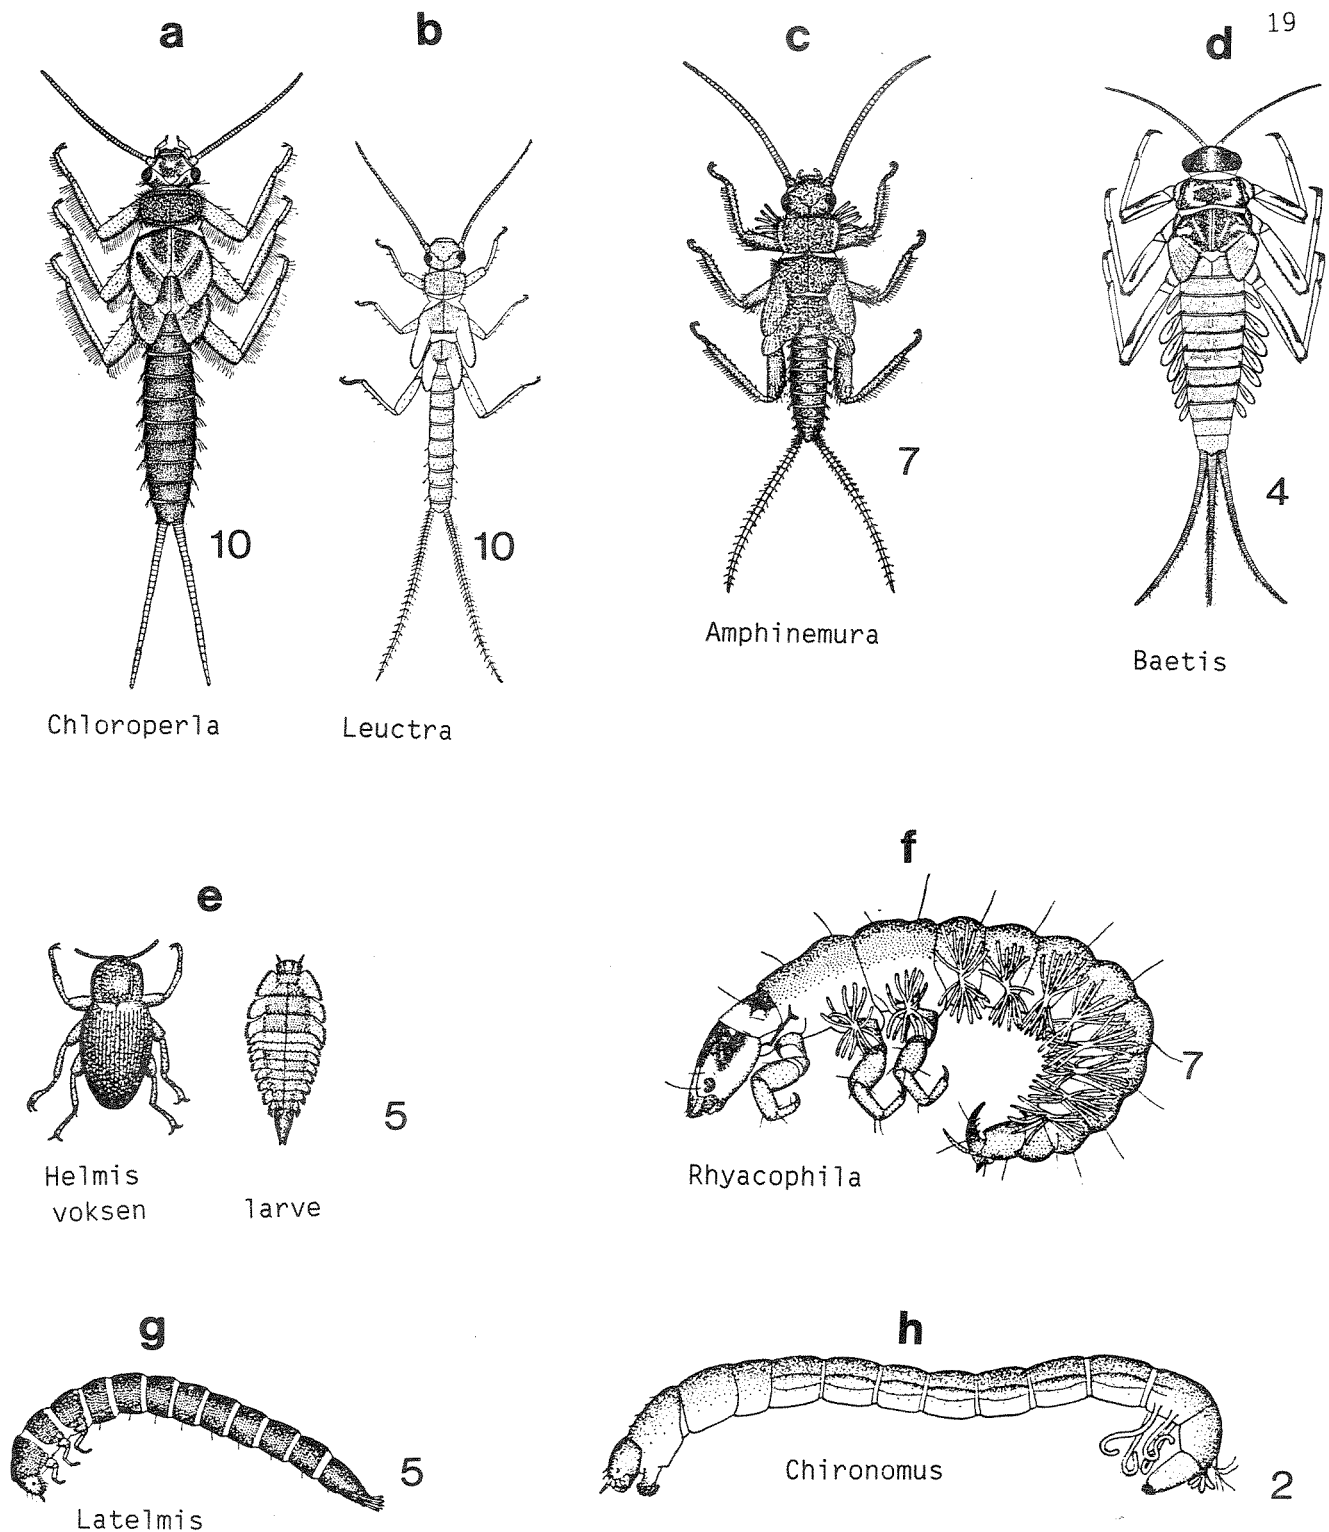 19
a
b
c
d
10
10
7
4
Chloroperla
Leuctra
Amphinemura
Baetis
e
f
5
7
Helmis
voksen
larve
Rhyacophila
g
h
5
2
Latelmis
Chironomus